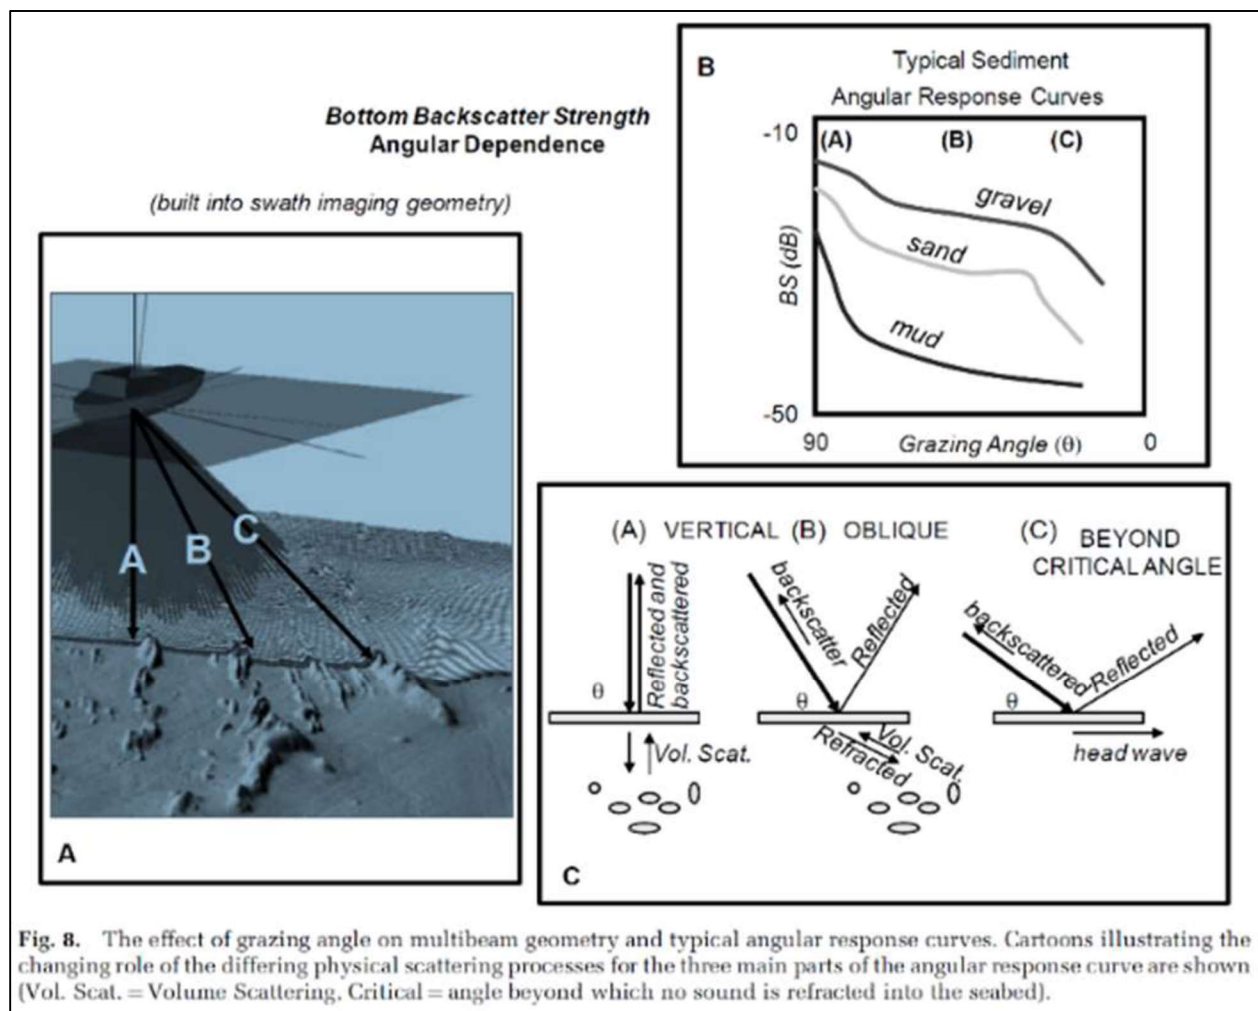 Bottom Backscatter Strength
Angular Dependence
(built into swath imaging geometry)
A
B
C
A
B
Typical Sediment
Angular Response Curves
-10
(A)
(B)
(C)
gravel
sand
mud
BS (dB)
-50
90
Grazing Angle (θ)
0
(A) VERTICAL
(B) OBLIQUE
(C) BEYOND
CRITICAL ANGLE
Reflected and
backscattered
θ
Vol. Scat.
backscatter
Reflected
θ
Vol. Scat.
Refracted
backscattered
Reflected
θ
head wave
C
Fig. 8. The effect of grazing angle on multibeam geometry and typical angular response curves. Cartoons illustrating the
changing role of the differing physical scattering processes for the three main parts of the angular response curve are shown
(Vol. Scat. = Volume Scattering, Critical = angle beyond which no sound is refracted into the seabed).